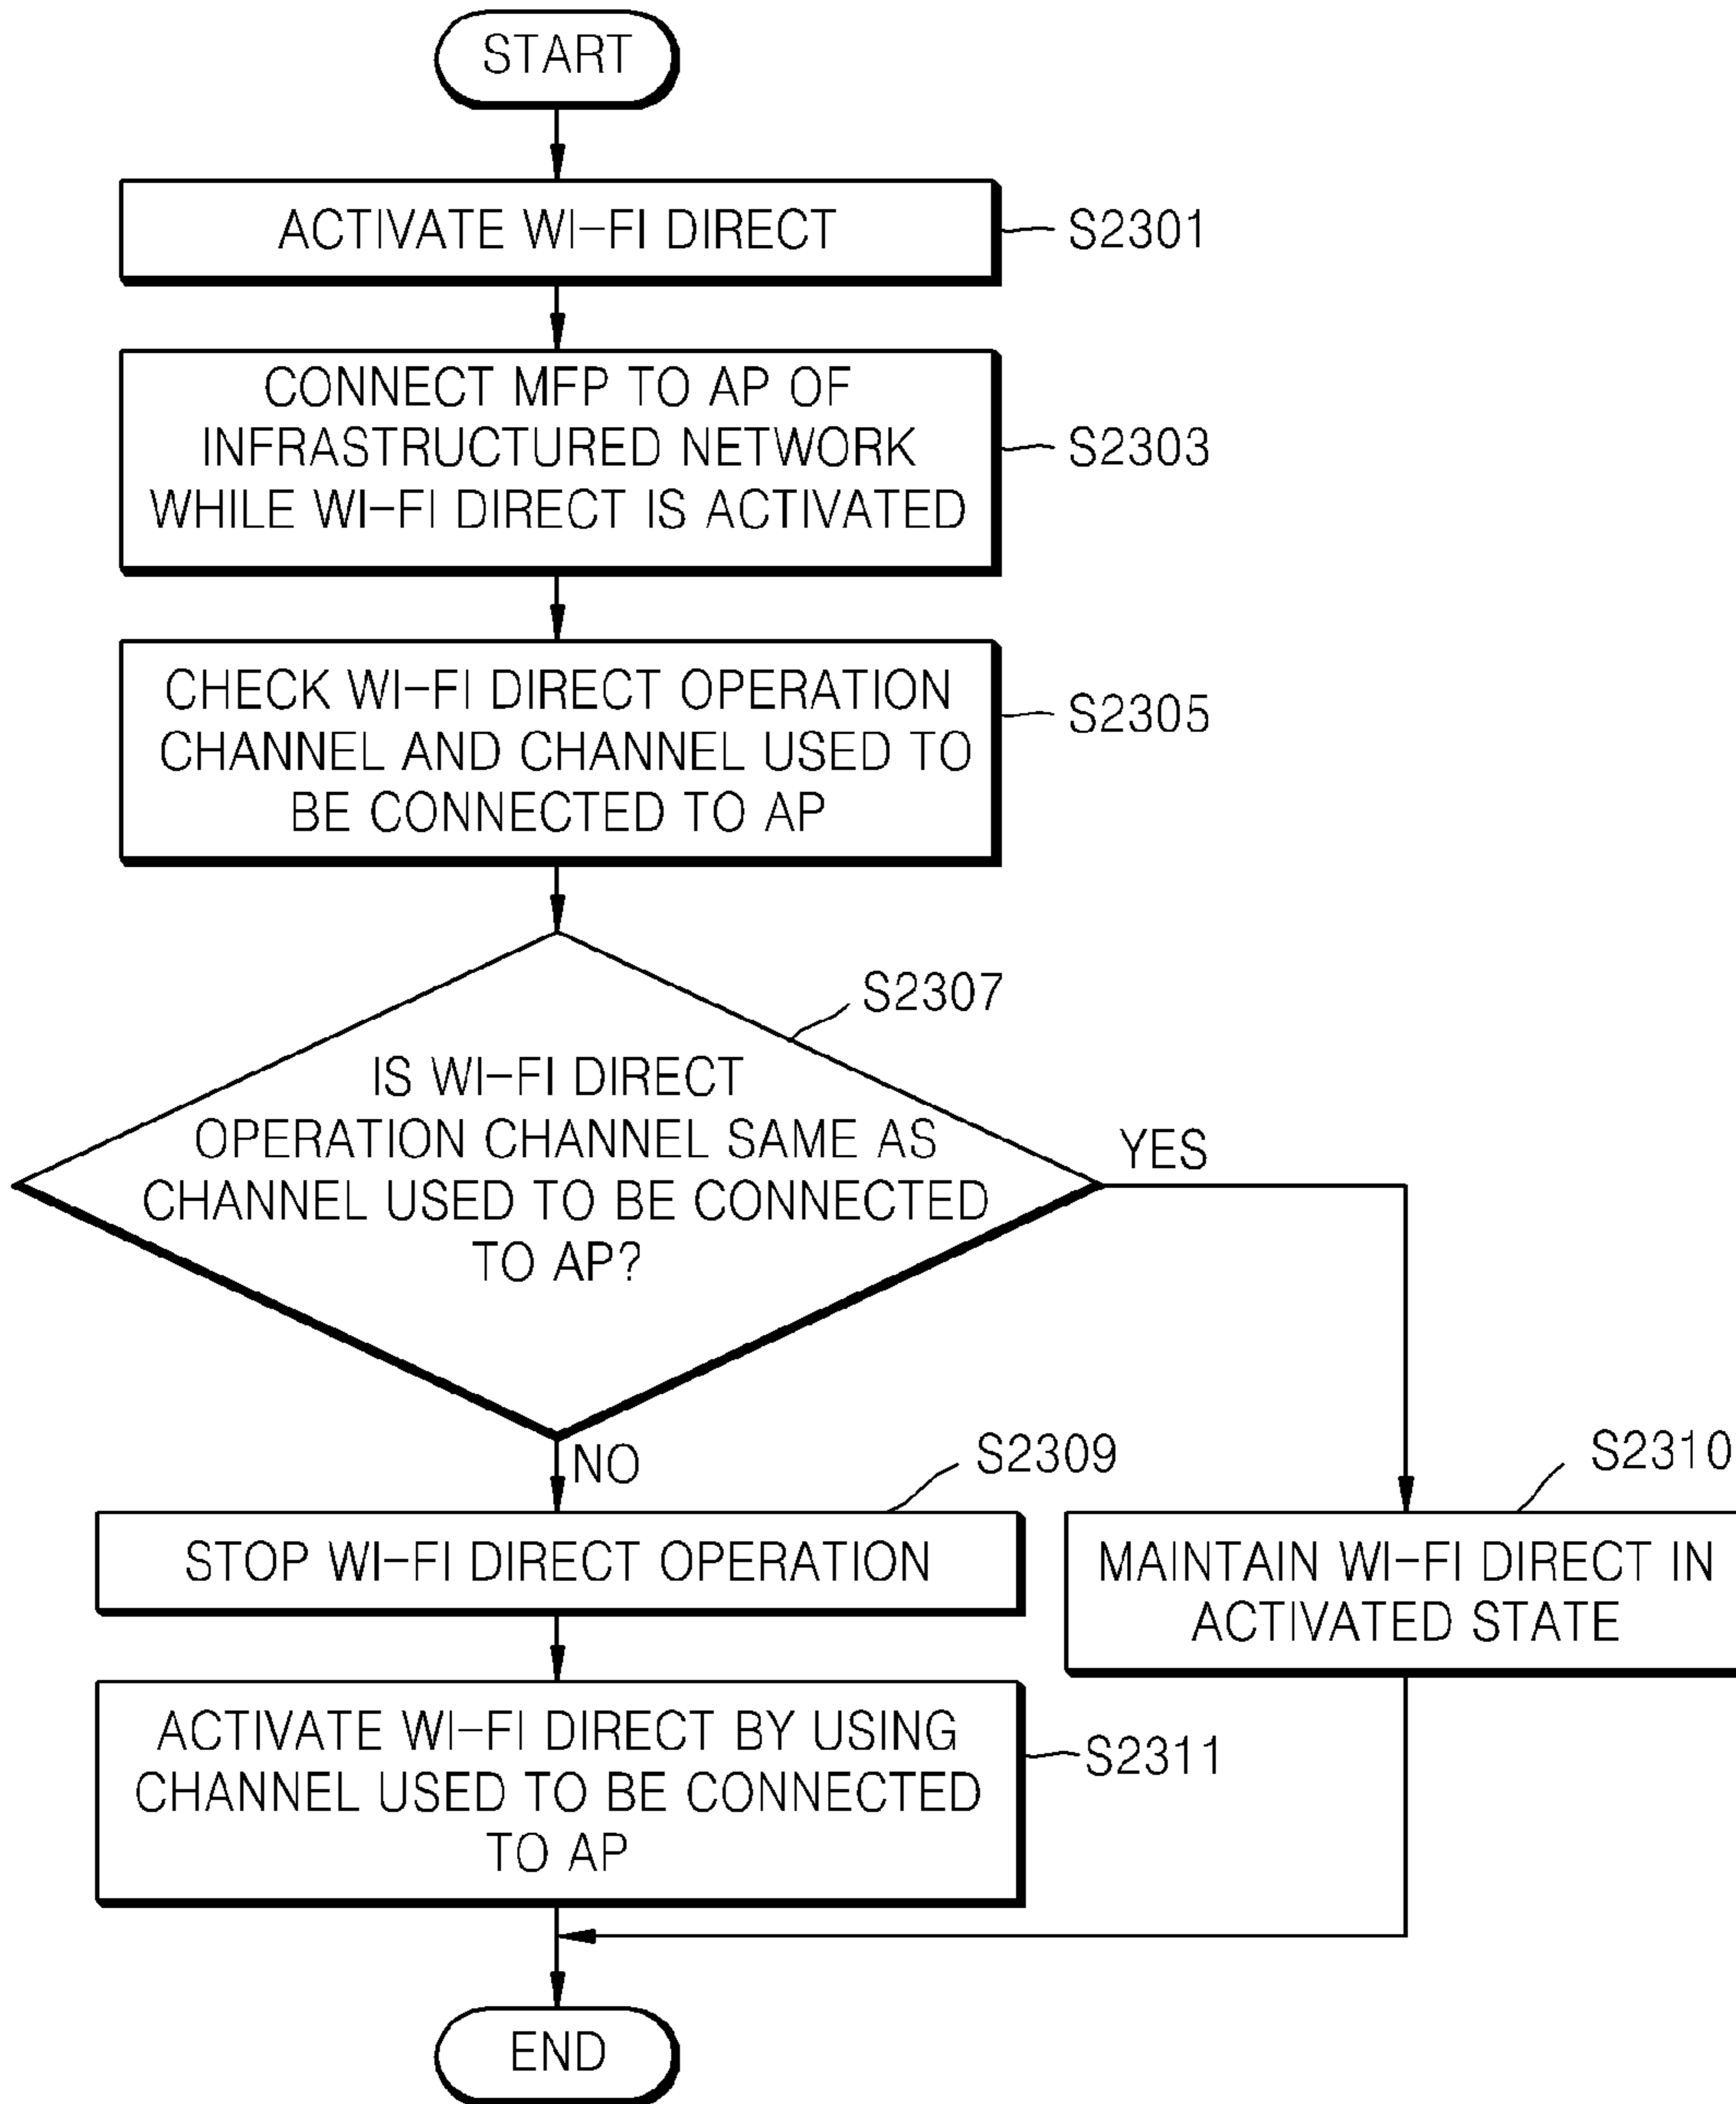 START
ACTIVATE WI-FI DIRECT
S2301
CONNECT MFP TO AP OF
INFRASTRUCTURED NETWORK
WHILE WI-FI DIRECT IS ACTIVATED
S2303
CHECK WI-FI DIRECT OPERATION
CHANNEL AND CHANNEL USED TO
BE CONNECTED TO AP
S2305
S2307
IS WI-FI DIRECT
OPERATION CHANNEL SAME AS
CHANNEL USED TO BE CONNECTED
TO AP?
YES
NO
S2309
STOP WI-FI DIRECT OPERATION
S2310
MAINTAIN WI-FI DIRECT IN
ACTIVATED STATE
ACTIVATE WI-FI DIRECT BY USING
CHANNEL USED TO BE CONNECTED
TO AP
S2311
END